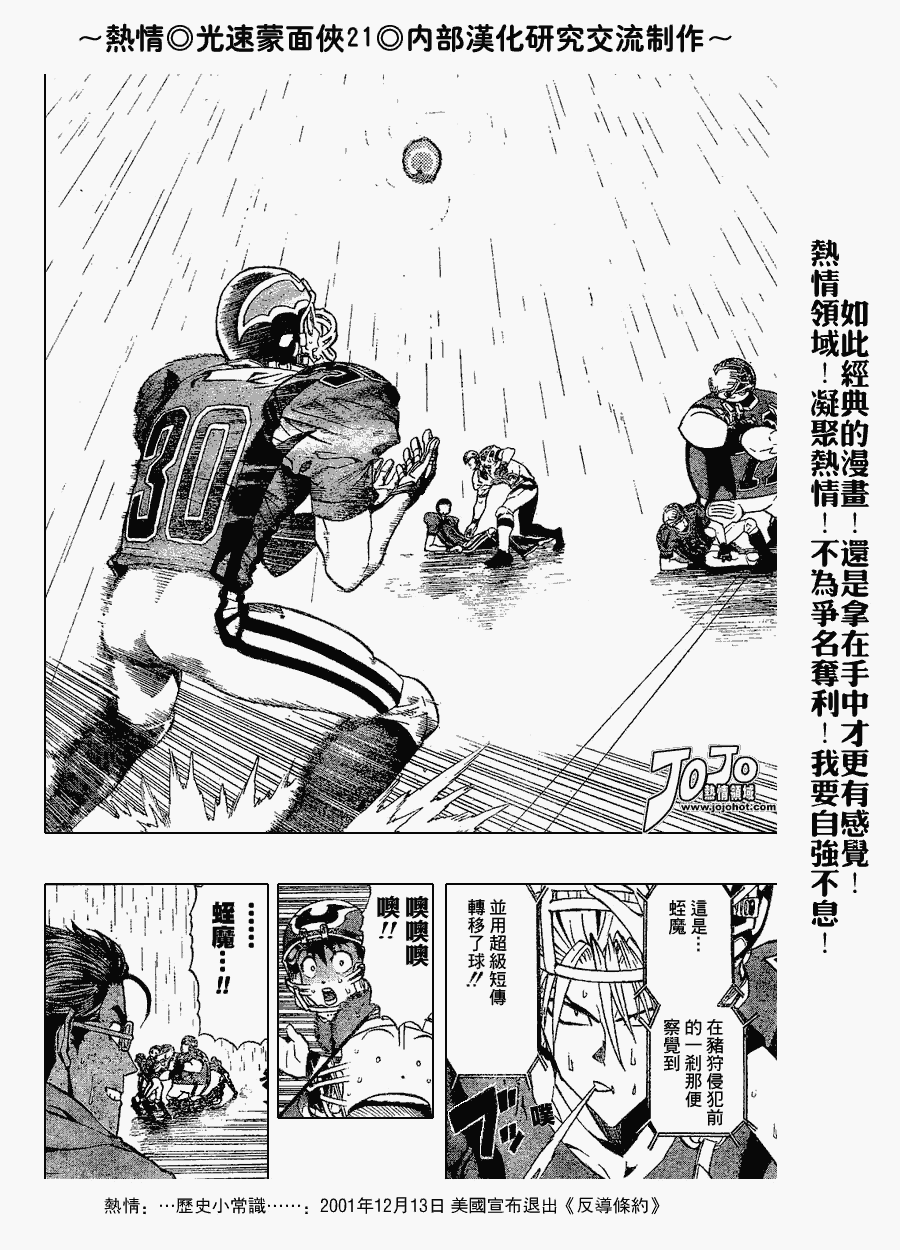 ～熱情◎光速蒙面俠21◎内部漢化研究交流制作～
如此經典的漫畫！還是拿在手中才更有感覺！
熱情領域！凝聚熱情！不為爭名奪利！我要自強不息！
30
JOJO
熱情領域
www.jojohot.com
這是…
蛭魔
在豬狩侵犯前
的一剎那便
察覺到
並用超級短傳
轉移了球!!
噗
ブッ
噢噢噢
噢!!
……
蛭魔…!!
熱情：…歷史小常識……：2001年12月13日 美國宣布退出《反導條約》